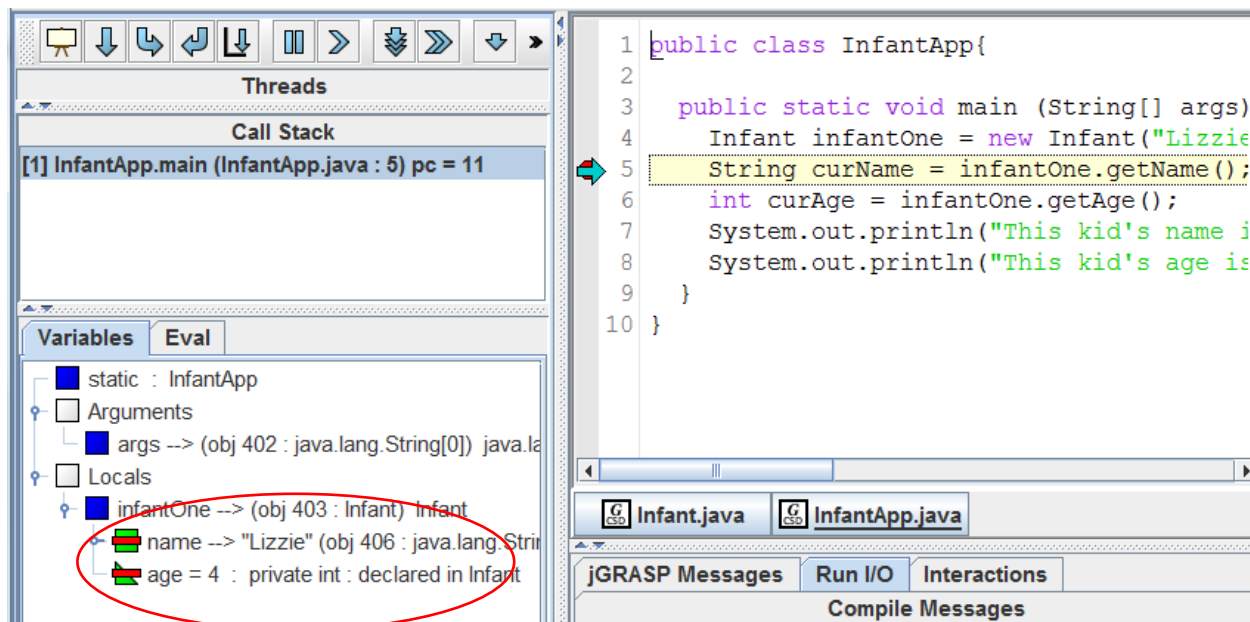 »
Threads
Call Stack
[1] InfantApp.main (InfantApp.java : 5) pc = 11
Variables Eval
static : InfantApp
Arguments
args --> (obj 402 : java.lang.String[0]) java.la
Locals
infantOne --> (obj 403 : Infant) Infant
name --> "Lizzie" (obj 406 : java.lang.Strin
age = 4 : private int : declared in Infant
1 public class InfantApp{
2
3 public static void main (String[] args)
4 Infant infantOne = new Infant("Lizzie
5 String curName = infantOne.getName();
6 int curAge = infantOne.getAge();
7 System.out.println("This kid's name i
8 System.out.println("This kid's age is
9 }
10 }
G CSD Infant.java G CSD InfantApp.java
jGRASP Messages Run I/O Interactions
Compile Messages